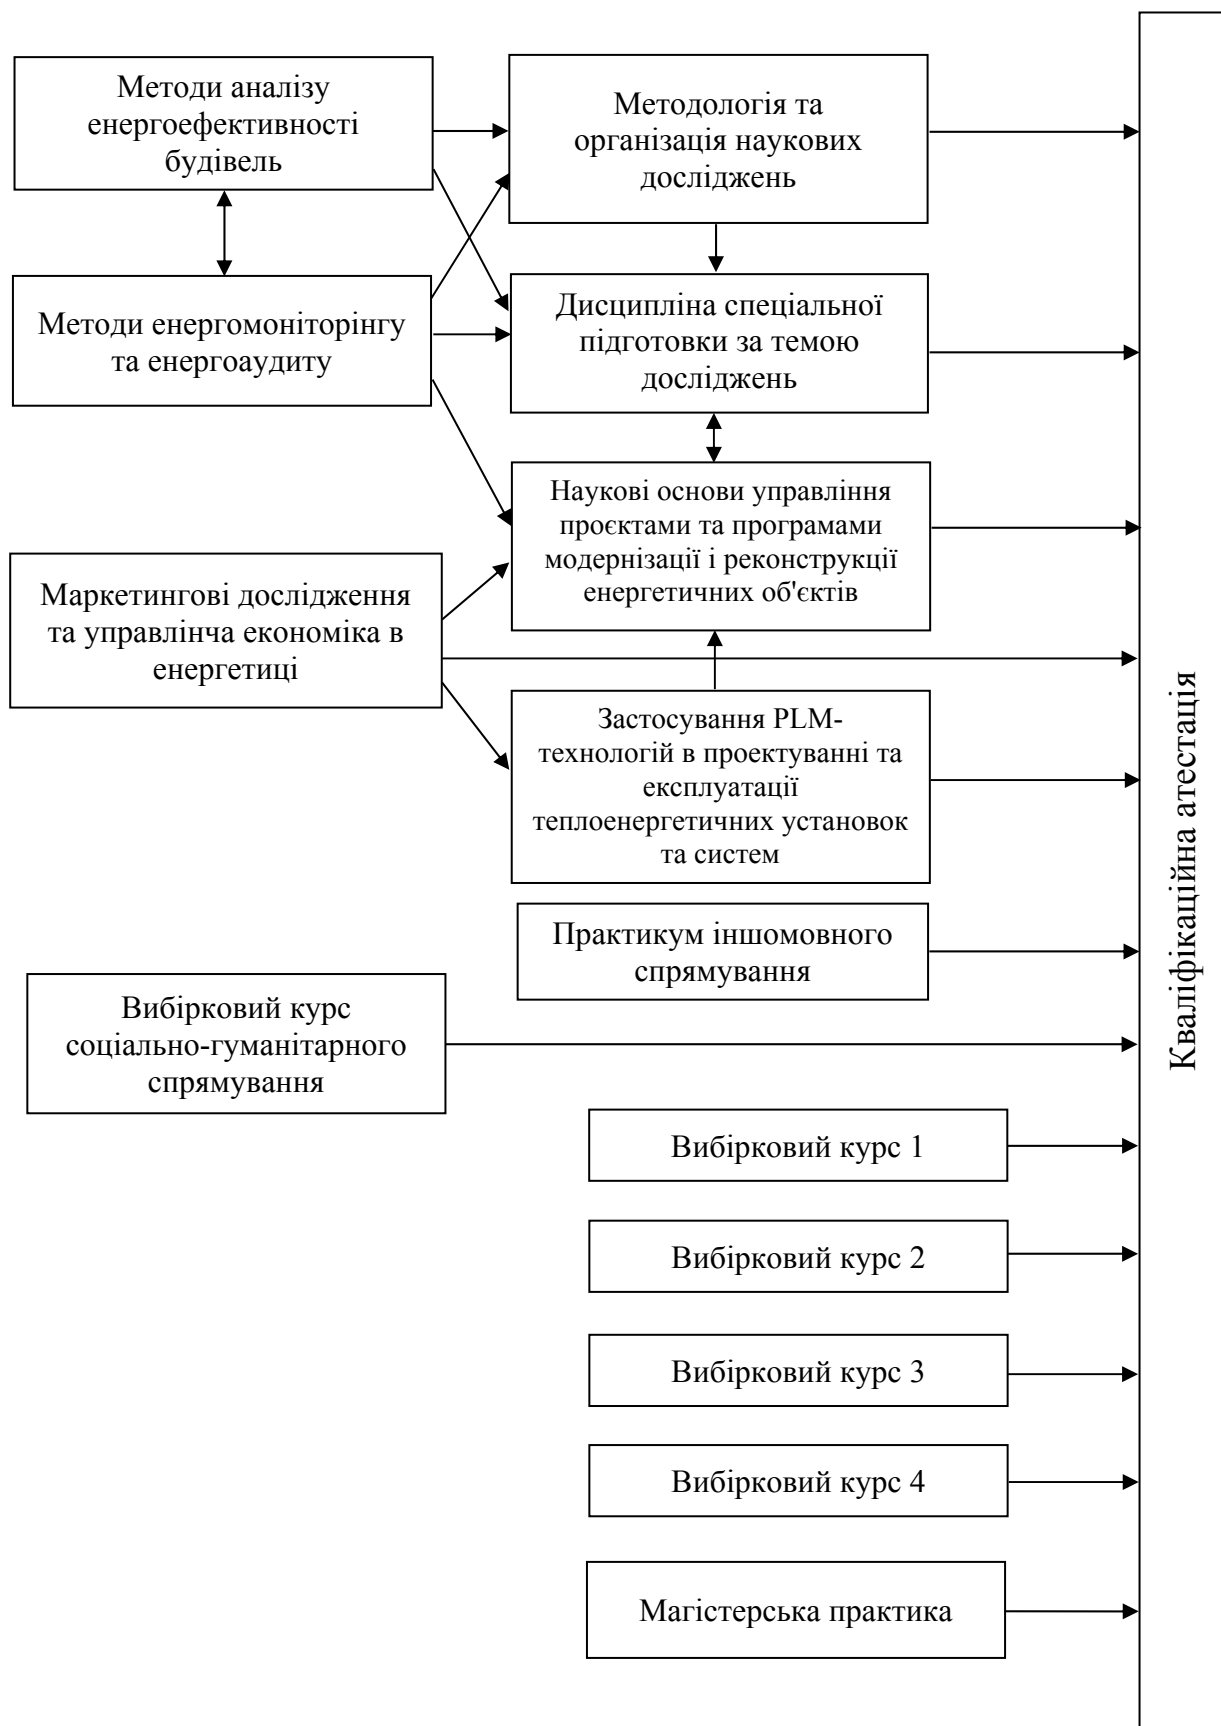 Методи аналізу
енергоефективності
будівель
Методологія та
організація наукових
досліджень
Методи енергомоніторінгу
та енергоаудиту
Дисципліна спеціальної
підготовки за темою
досліджень
Наукові основи управління
проєктами та програмами
модернізації і реконструкції
енергетичних об'єктів
Маркетингові дослідження
та управлінча економіка в
енергетиці
Застосування PLM-
технологій в проектуванні та
експлуатації
теплоенергетичних установок
та систем
Практикум іншомовного
спрямування
Вибірковий курс
соціально-гуманітарного
спрямування
Вибірковий курс 1
Вибірковий курс 2
Вибірковий курс 3
Вибірковий курс 4
Магістерська практика
Кваліфікаційна атестація